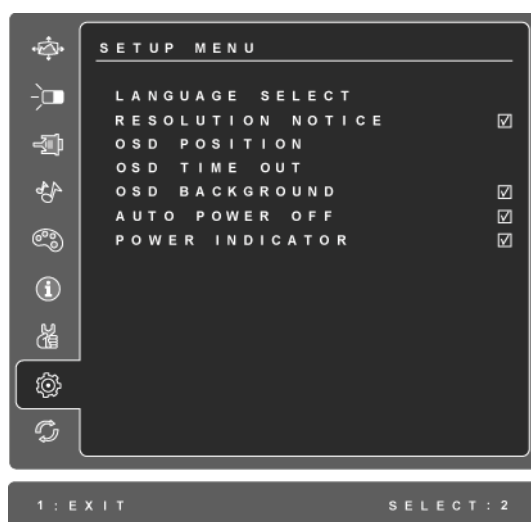 SETUP MENU
LANGUAGE SELECT
RESOLUTION NOTICE
OSD POSITION
OSD TIME OUT
OSD BACKGROUND
AUTO POWER OFF
POWER INDICATOR
1:EXIT SELECT:2